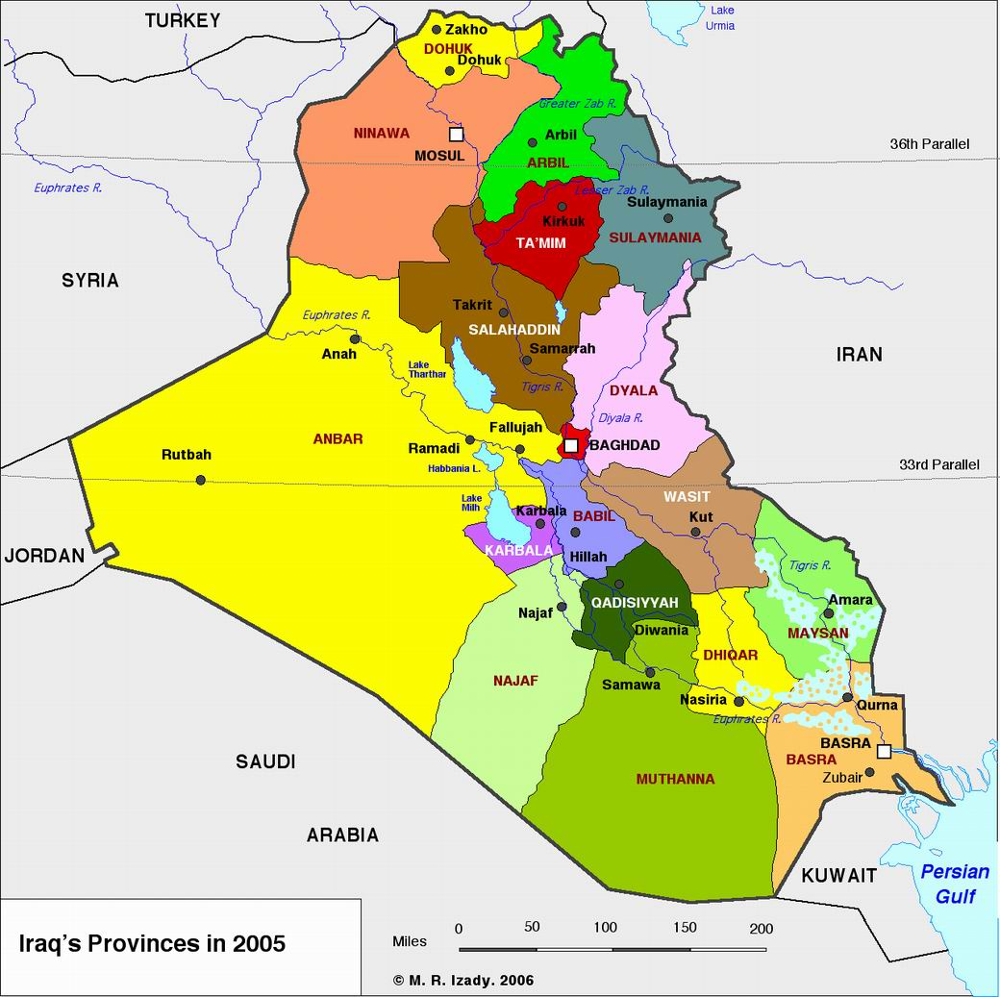 TURKEY
Lake
Urmia
Zakho
DOHUK
Dohuk
Greater Zab R.
NINAWA
MOSUL
Arbil
ARBIL
36th Parallel
Euphrates R.
Lesser Zab R.
Sulaymania
Kirkuk
TA'MIM
SULAYMANIA
SYRIA
Takrit
Euphrates R.
SALAHADDIN
Anah
Samarrah
IRAN
Lake
Tharthar
Tigris R.
DYALA
Diyala R.
Fallujah
ANBAR
Ramadi
BAGHDAD
Rutbah
Habbania L.
33rd Parallel
Lake
Milh
WASIT
Karbala
BABIL
Kut
KARBALA
Hillah
JORDAN
Tigris R.
QADISIYYAH
Amara
Najaf
Diwania
MAYSAN
DHIQAR
NAJAF
Samawa
Nasiria
Qurna
Euphrates R.
BASRA
BASRA
Zubair
SAUDI
MUTHANNA
ARABIA
KUWAIT
Persian
Gulf
Iraq's Provinces in 2005
Miles 0 50 100 150 200
© M. R. Izady. 2006